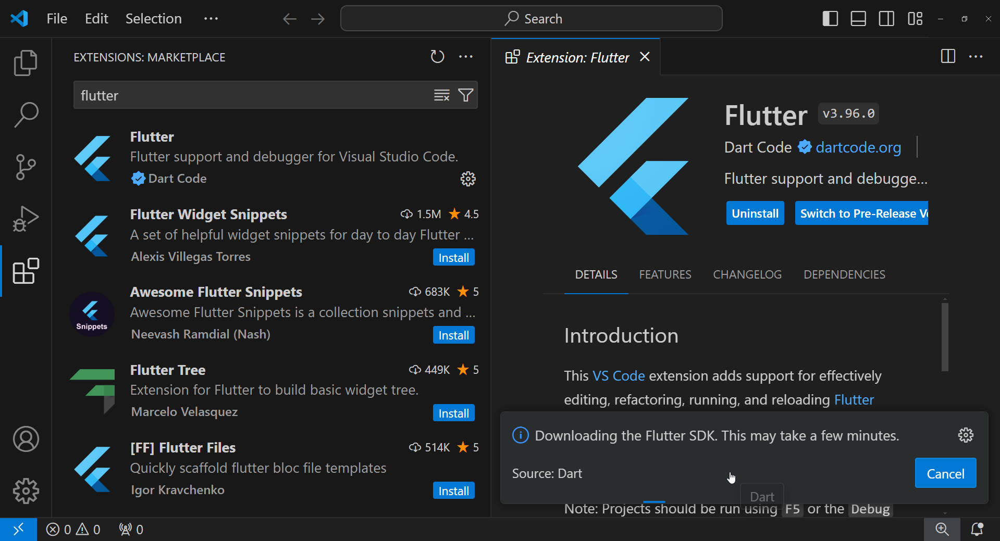 File Edit Selection ··· Search
EXTENSIONS: MARKETPLACE
flutter
Flutter
Flutter support and debugger for Visual Studio Code.
Dart Code
Flutter Widget Snippets 1.5M 4.5
A set of helpful widget snippets for day to day Flutter ...
Alexis Villegas Torres Install
Awesome Flutter Snippets 683K 5
Awesome Flutter Snippets is a collection snippets and ...
Neevash Ramdial (Nash) Install
Snippets
Flutter Tree 449K 5
Extension for Flutter to build basic widget tree.
Marcelo Velasquez Install
[FF] Flutter Files 514K 5
Quickly scaffold flutter bloc file templates
Igor Kravchenko Install
Extension: Flutter
Flutter v3.96.0
Dart Code dartcode.org
Flutter support and debugge...
Uninstall Switch to Pre-Release Ve
DETAILS FEATURES CHANGELOG DEPENDENCIES
Introduction
This VS Code extension adds support for effectively
editing, refactoring, running, and reloading Flutter
Downloading the Flutter SDK. This may take a few minutes.
Source: Dart Cancel
Dart
Note: Projects should be run using F5 or the Debug
0 0 0